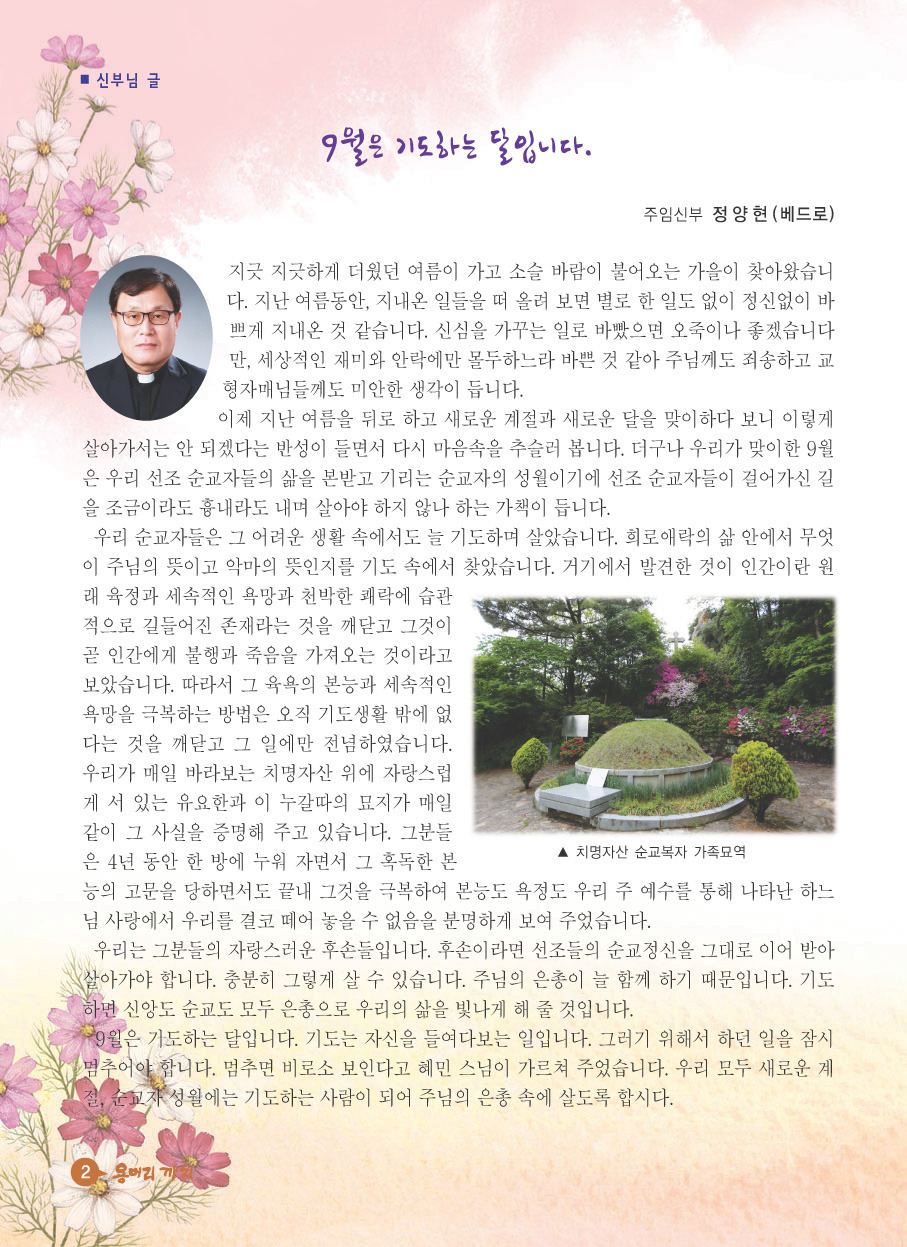 ■ 신부님 글
9월은 기도하는 달입니다.
주임신부 정양현(베드로)
지긋 지긋하게 더웠던 여름이 가고 소슬 바람이 불어오는 가을이 찾아왔습니
다. 지난 여름동안, 지내온 일들을 떠 올려 보면 별로 한 일도 없이 정신없이 바
쁘게 지내온 것 같습니다. 신심을 가꾸는 일로 바빴으면 오죽이나 좋겠습니다
만, 세상적인 재미와 안락에만 몰두하느라 바쁜 것 같아 주님께도 죄송하고 교
형자매님들께도 미안한 생각이 듭니다.
이제 지난 여름을 뒤로 하고 새로운 계절과 새로운 달을 맞이하다 보니 이렇게
살아가서는 안 되겠다는 반성이 들면서 다시 마음속을 추슬러 봅니다. 더구나 우리가 맞이한 9월
은 우리 선조 순교자들의 삶을 본받고 기리는 순교자의 성월이기에 선조 순교자들이 걸어가신 길
을 조금이라도 흉내라도 내며 살아야 하지 않나 하는 가책이 듭니다.
우리 순교자들은 그 어려운 생활 속에서도 늘 기도하며 살았습니다. 희로애락의 삶 안에서 무엇
이 주님의 뜻이고 악마의 뜻인지를 기도 속에서 찾았습니다. 거기에서 발견한 것이 인간이란 원
래 육정과 세속적인 욕망과 천박한 쾌락에 습관
적으로 길들어진 존재라는 것을 깨닫고 그것이
곧 인간에게 불행과 죽음을 가져오는 것이라고
보았습니다. 따라서 그 육욕의 본능과 세속적인
욕망을 극복하는 방법은 오직 기도생활 밖에 없
다는 것을 깨닫고 그 일에만 전념하였습니다.
우리가 매일 바라보는 치명자산 위에 자랑스럽
게 서 있는 유요한과 이 누갈따의 묘지가 매일
같이 그 사실을 증명해 주고 있습니다. 그분들
은 4년 동안 한 방에 누워 자면서 그 혹독한 본
▲ 치명자산 순교복자 가족묘역
능의 고문을 당하면서도 끝내 그것을 극복하여 본능도 욕정도 우리 주 예수를 통해 나타난 하느
님 사랑에서 우리를 결코 떼어 놓을 수 없음을 분명하게 보여 주었습니다.
우리는 그분들의 자랑스러운 후손들입니다. 후손이라면 선조들의 순교정신을 그대로 이어 받아
살아가야 합니다. 충분히 그렇게 살 수 있습니다. 주님의 은총이 늘 함께 하기 때문입니다. 기도
하면 신앙도 순교도 모두 은총으로 우리의 삶을 빛나게 해 줄 것입니다.
9월은 기도하는 달입니다. 기도는 자신을 들여다보는 일입니다. 그러기 위해서 하던 일을 잠시
멈추어야 합니다. 멈추면 비로소 보인다고 혜민 스님이 가르쳐 주었습니다. 우리 모두 새로운 계
절, 순교자 성월에는 기도하는 사람이 되어 주님의 은총 속에 살도록 합시다.
2 용머리